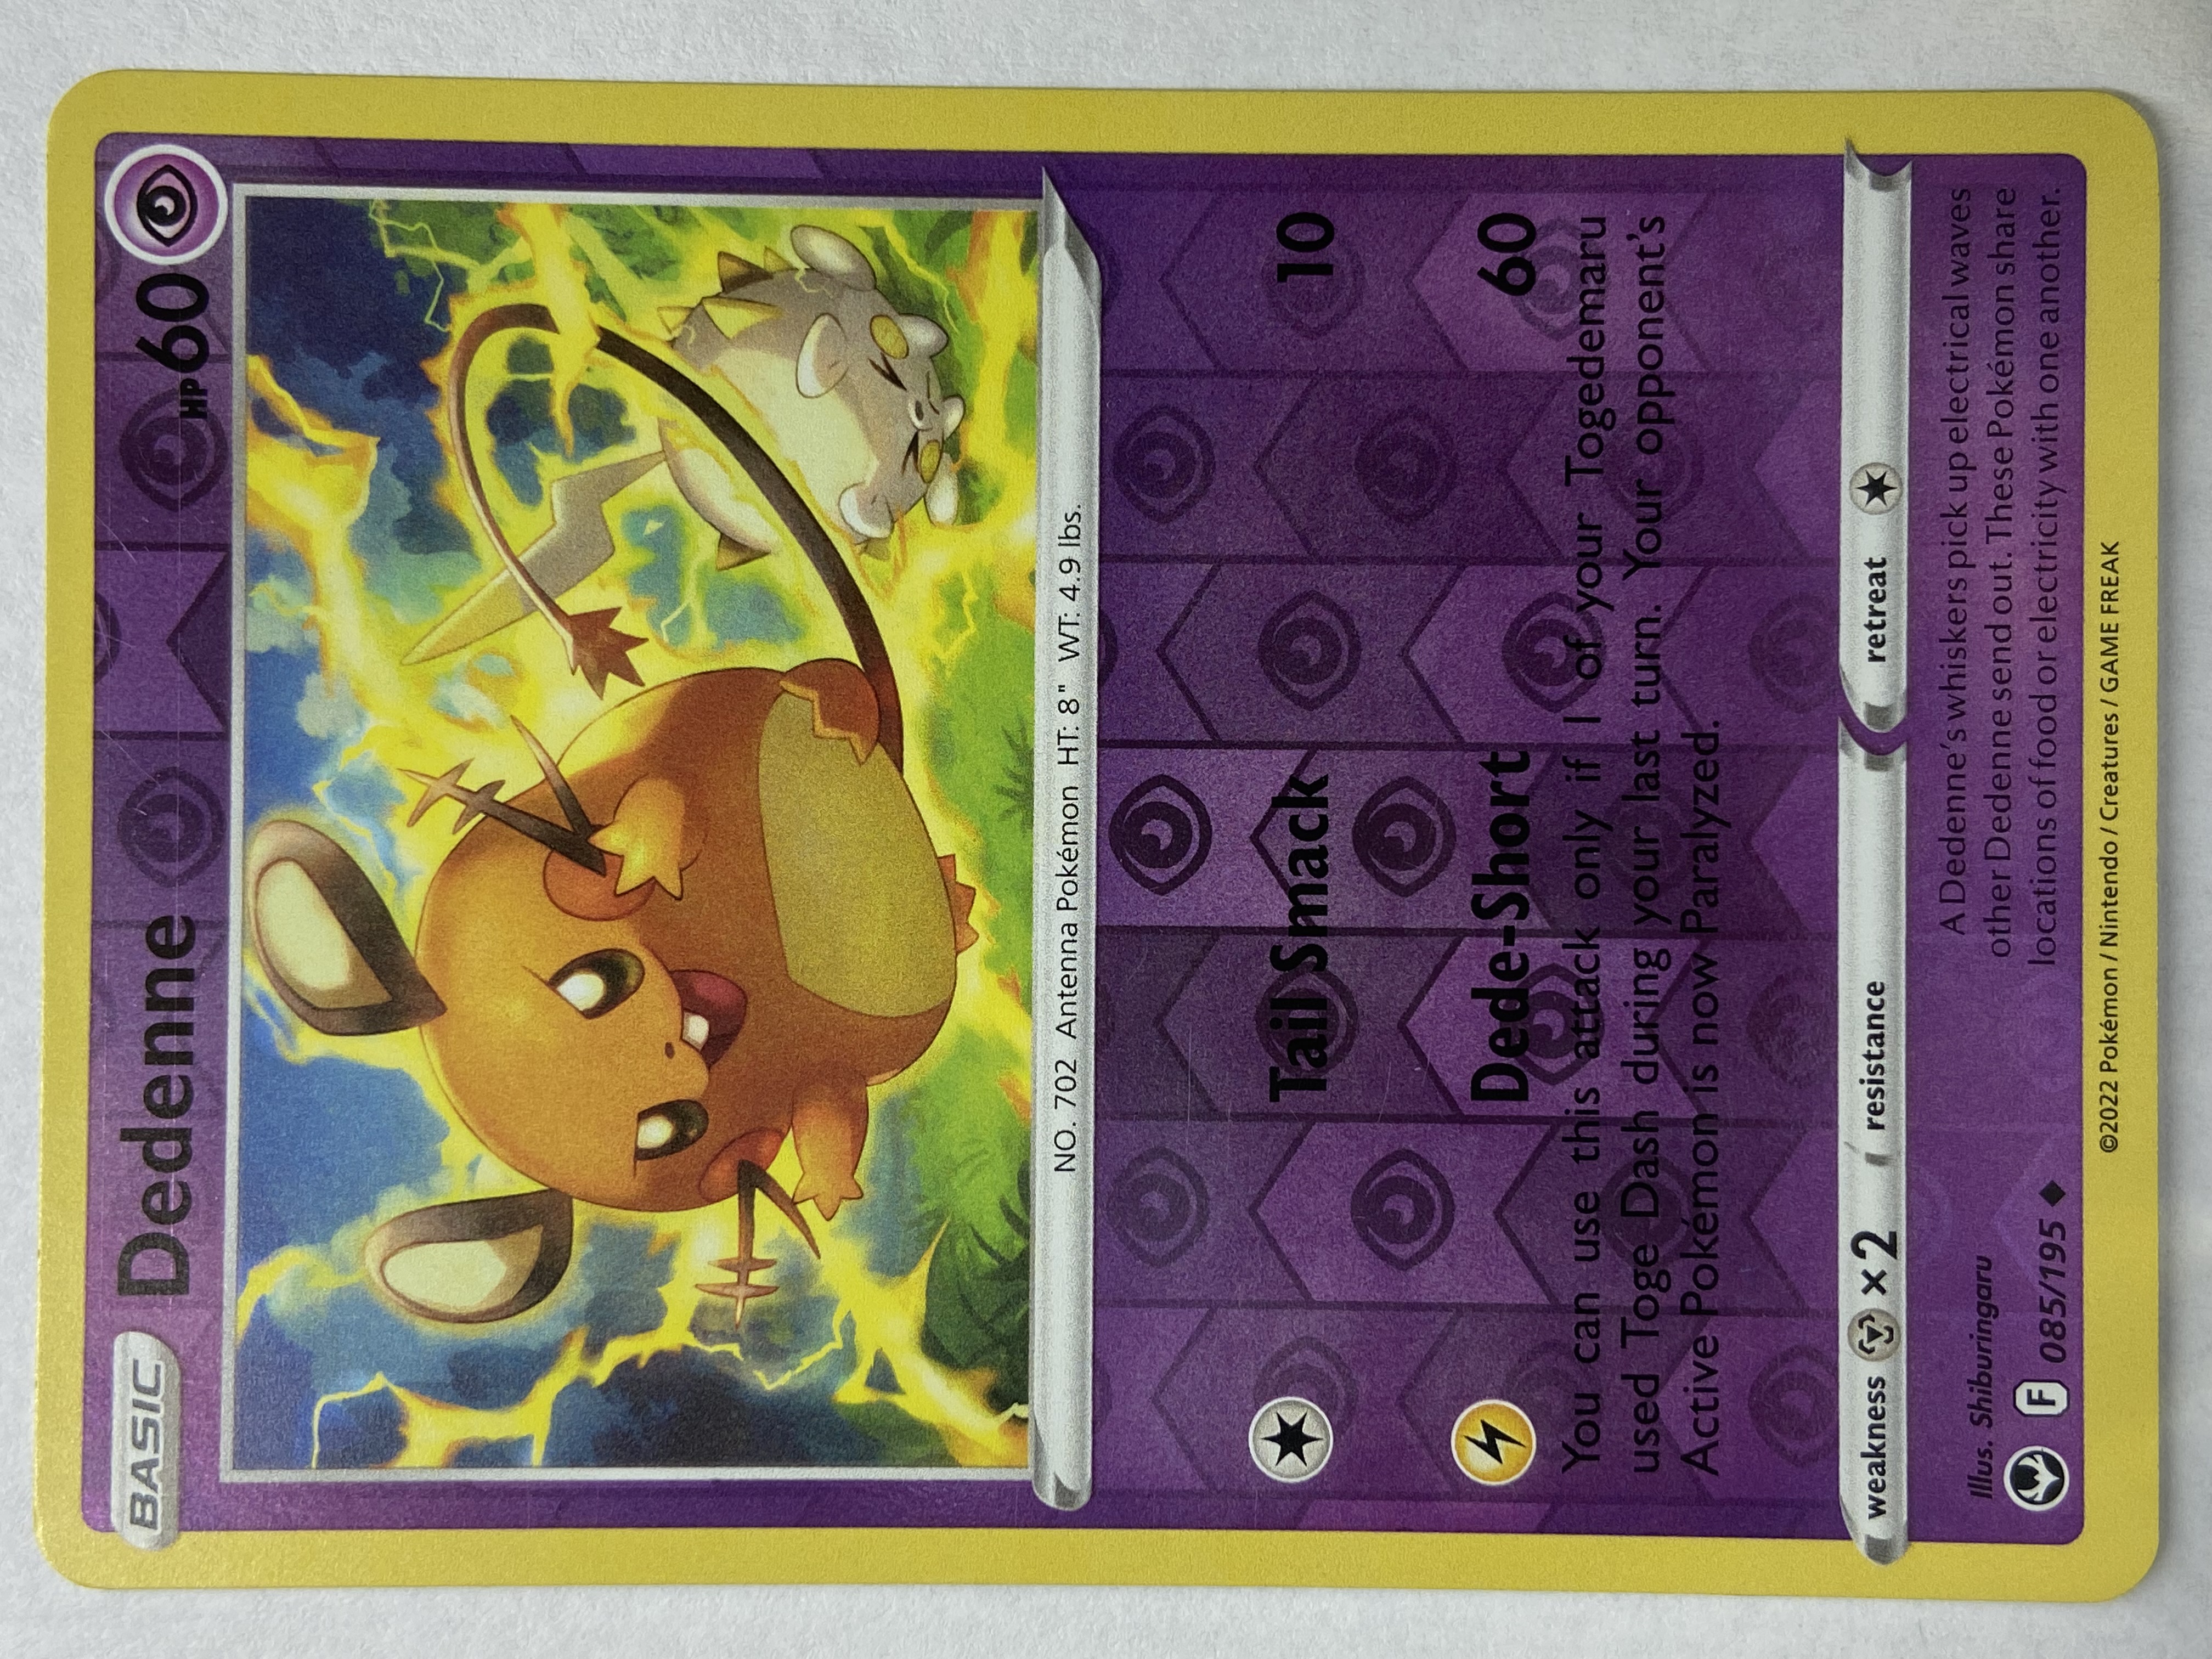 BASIC Dedenne HP 60
NO. 702 Antenna Pokémon HT: 8" WT: 4.9 lbs.
Tail Smack 10
Dede-Short 60
You can use this attack only if 1 of your Togedemaru
used Toge Dash during your last turn. Your opponent's
Active Pokémon is now Paralyzed.
weakness ×2 resistance retreat
Illus. Shiburingaru
F 085/195
A Dedenne's whiskers pick up electrical waves
other Dedenne send out. These Pokémon share
locations of food or electricity with one another.
©2022 Pokémon / Nintendo / Creatures / GAME FREAK